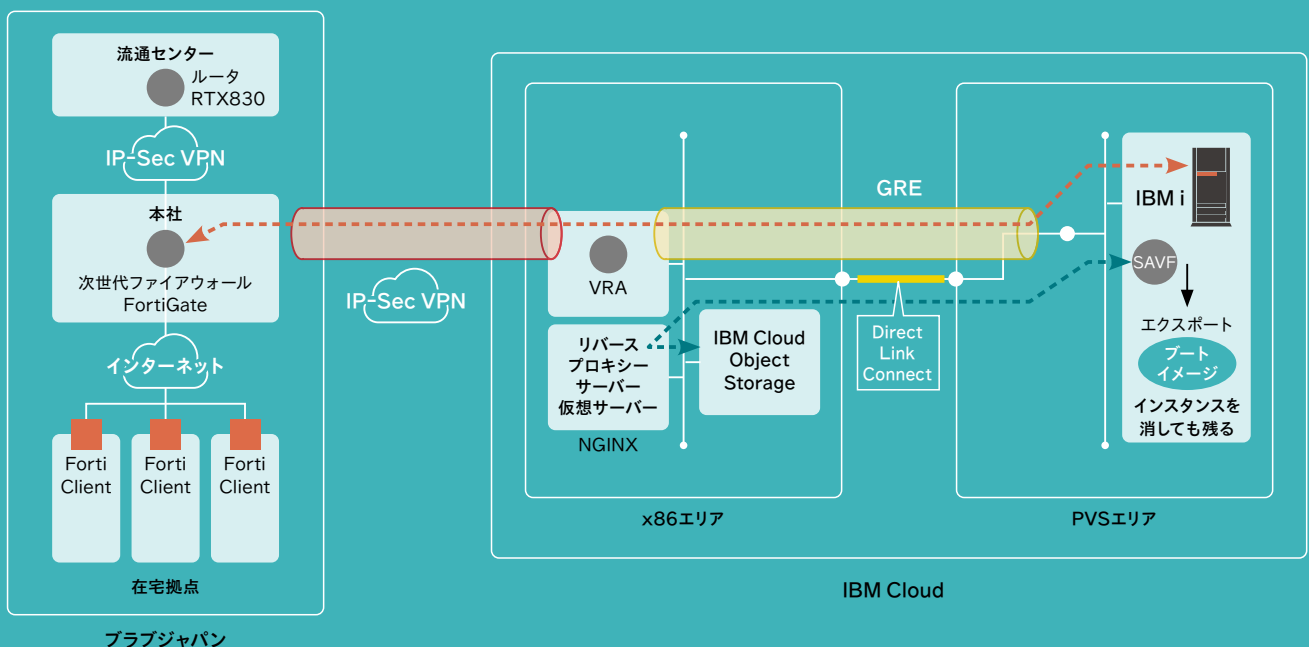 流通センター
ルータ
RTX830
IP-Sec VPN
本社
次世代ファイアウォール
FortiGate
インターネット
Forti
Client
Forti
Client
Forti
Client
在宅拠点
ブラブジャパン
IP-Sec VPN
VRA
リバース
プロキシー
サーバー
仮想サーバー
NGINX
IBM Cloud
Object
Storage
x86エリア
GRE
Direct
Link
Connect
IBM i
SAVF
エクスポート
ブート
イメージ
インスタンスを
消しても残る
PVSエリア
IBM Cloud